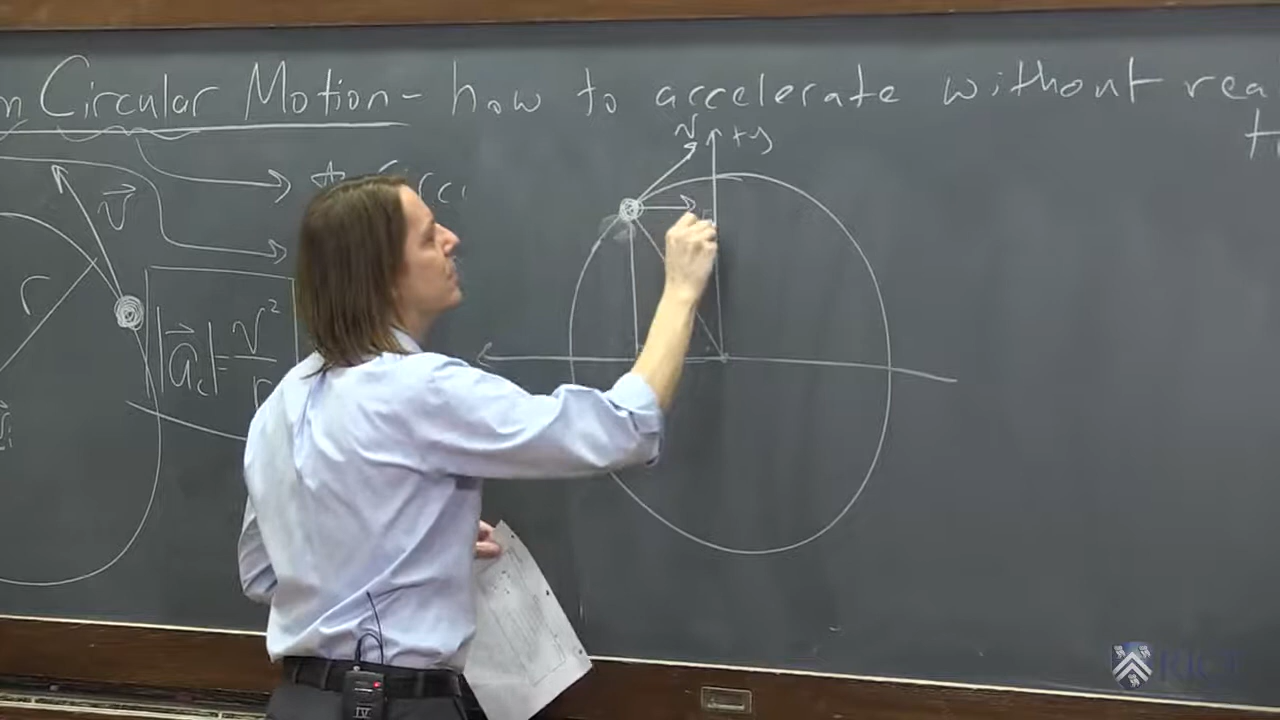 Circular Motion - how to accelerate without rea
v +y
v
r
|a_c| = v²/r
RICE